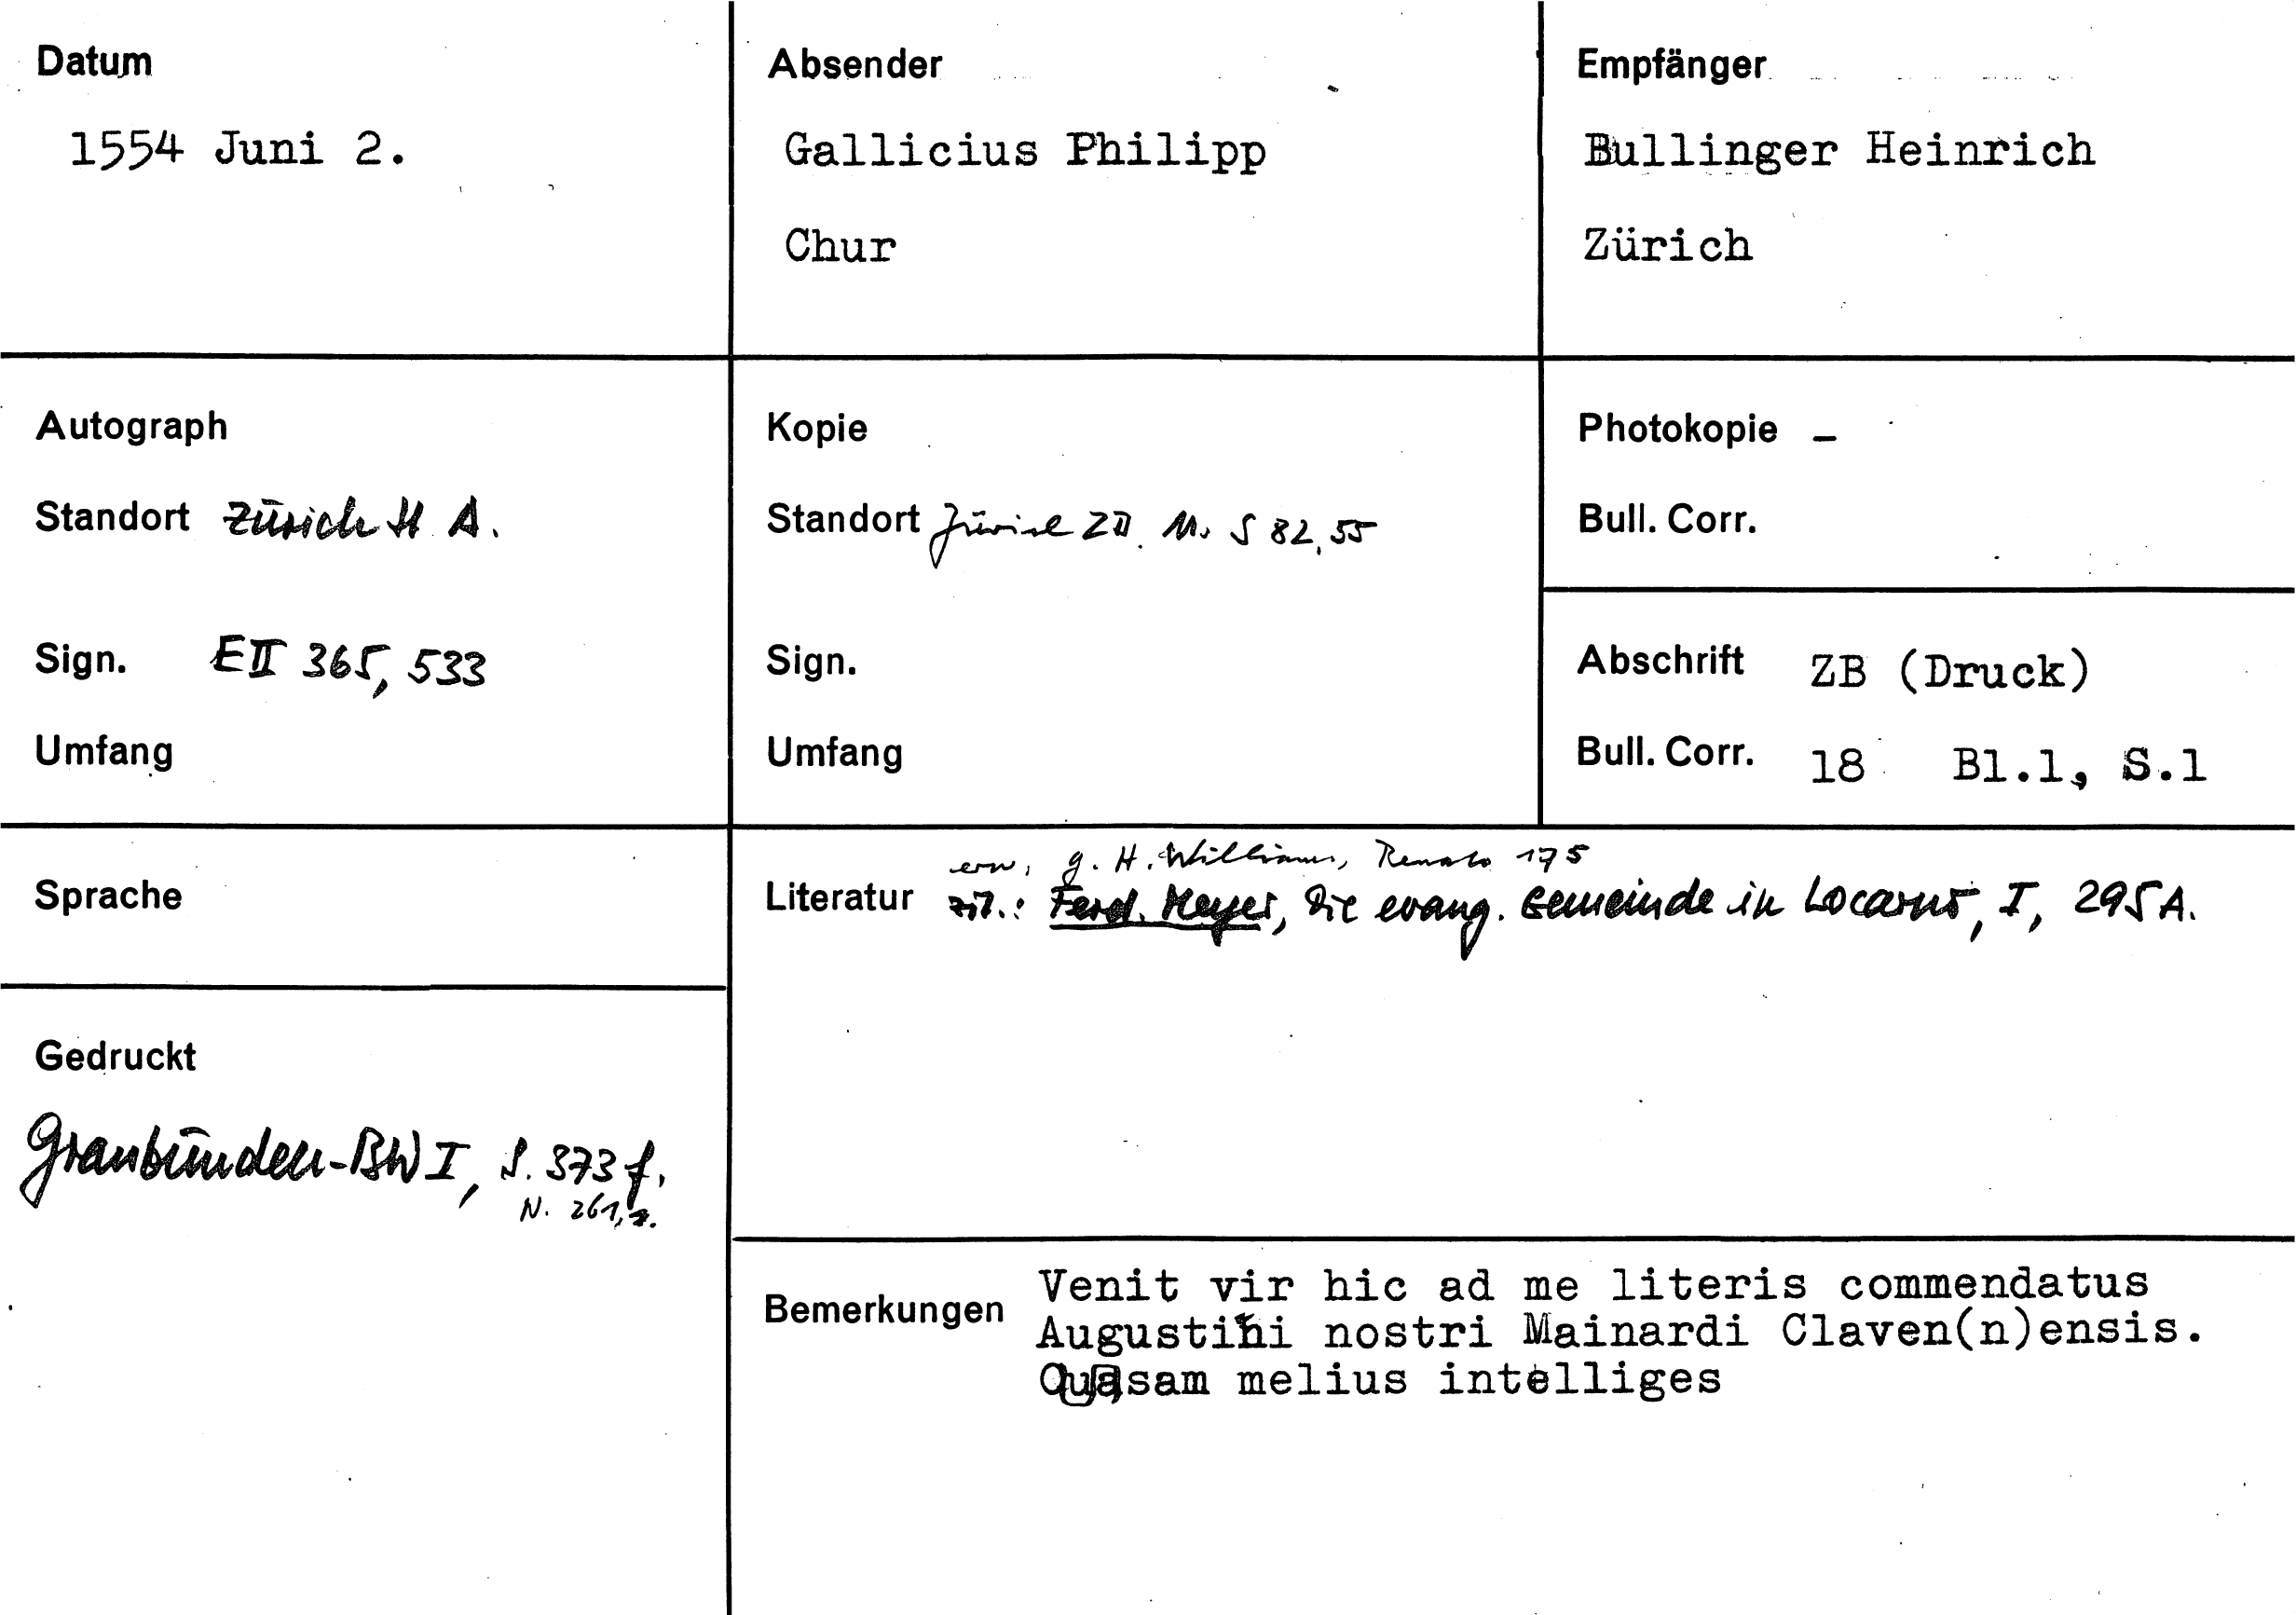 Datum
1554 Juni 2.
Absender
Gallicius Philipp
Chur
Empfänger
Bullinger Heinrich
Zürich
Autograph
Standort Zürich St A.
Sign. EII 365, 533
Umfang
Kopie
Standort Zürich ZB. Ms S 82, 55
Sign.
Umfang
Photokopie –
Bull. Corr.
Abschrift ZB (Druck)
Bull. Corr. 18 Bl.1, S.1
Sprache
Gedruckt
Graubünden-BW I, S. 373 f.
N. 261,
erw. G. H. Williams, Renato 175
Literatur zit.: Ferd. Meyer, Die evang. Gemeinde in Locarno, I, 295 A.
Bemerkungen
Venit vir hic ad me literis commendatus
Augustini nostri Mainardi Claven(n)ensis.
Quasam melius intelliges